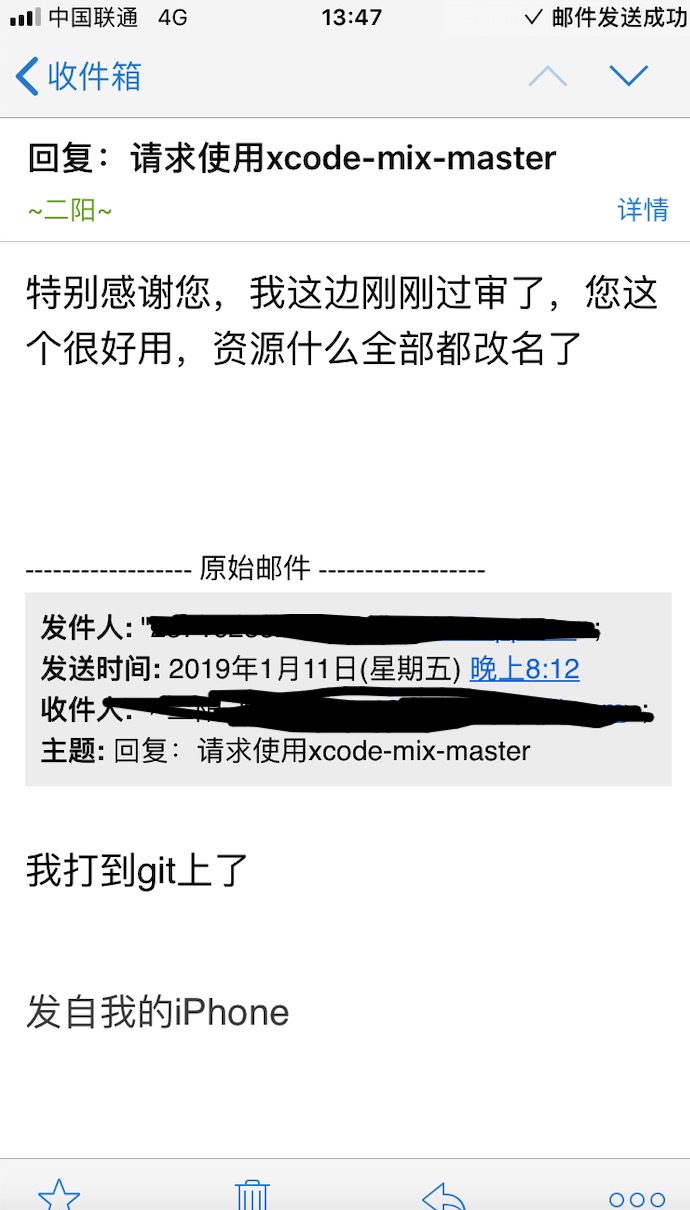 中国联通 4G 13:47 ✓ 邮件发送成功
收件箱
回复：请求使用xcode-mix-master
~二阳~ 详情
特别感谢您，我这边刚刚过审了，您这
个很好用，资源什么全部都改名了
------------------ 原始邮件 ------------------
发件人: "
发送时间: 2019年1月11日(星期五) 晚上8:12
收件人:
主题: 回复：请求使用xcode-mix-master
我打到git上了
发自我的iPhone